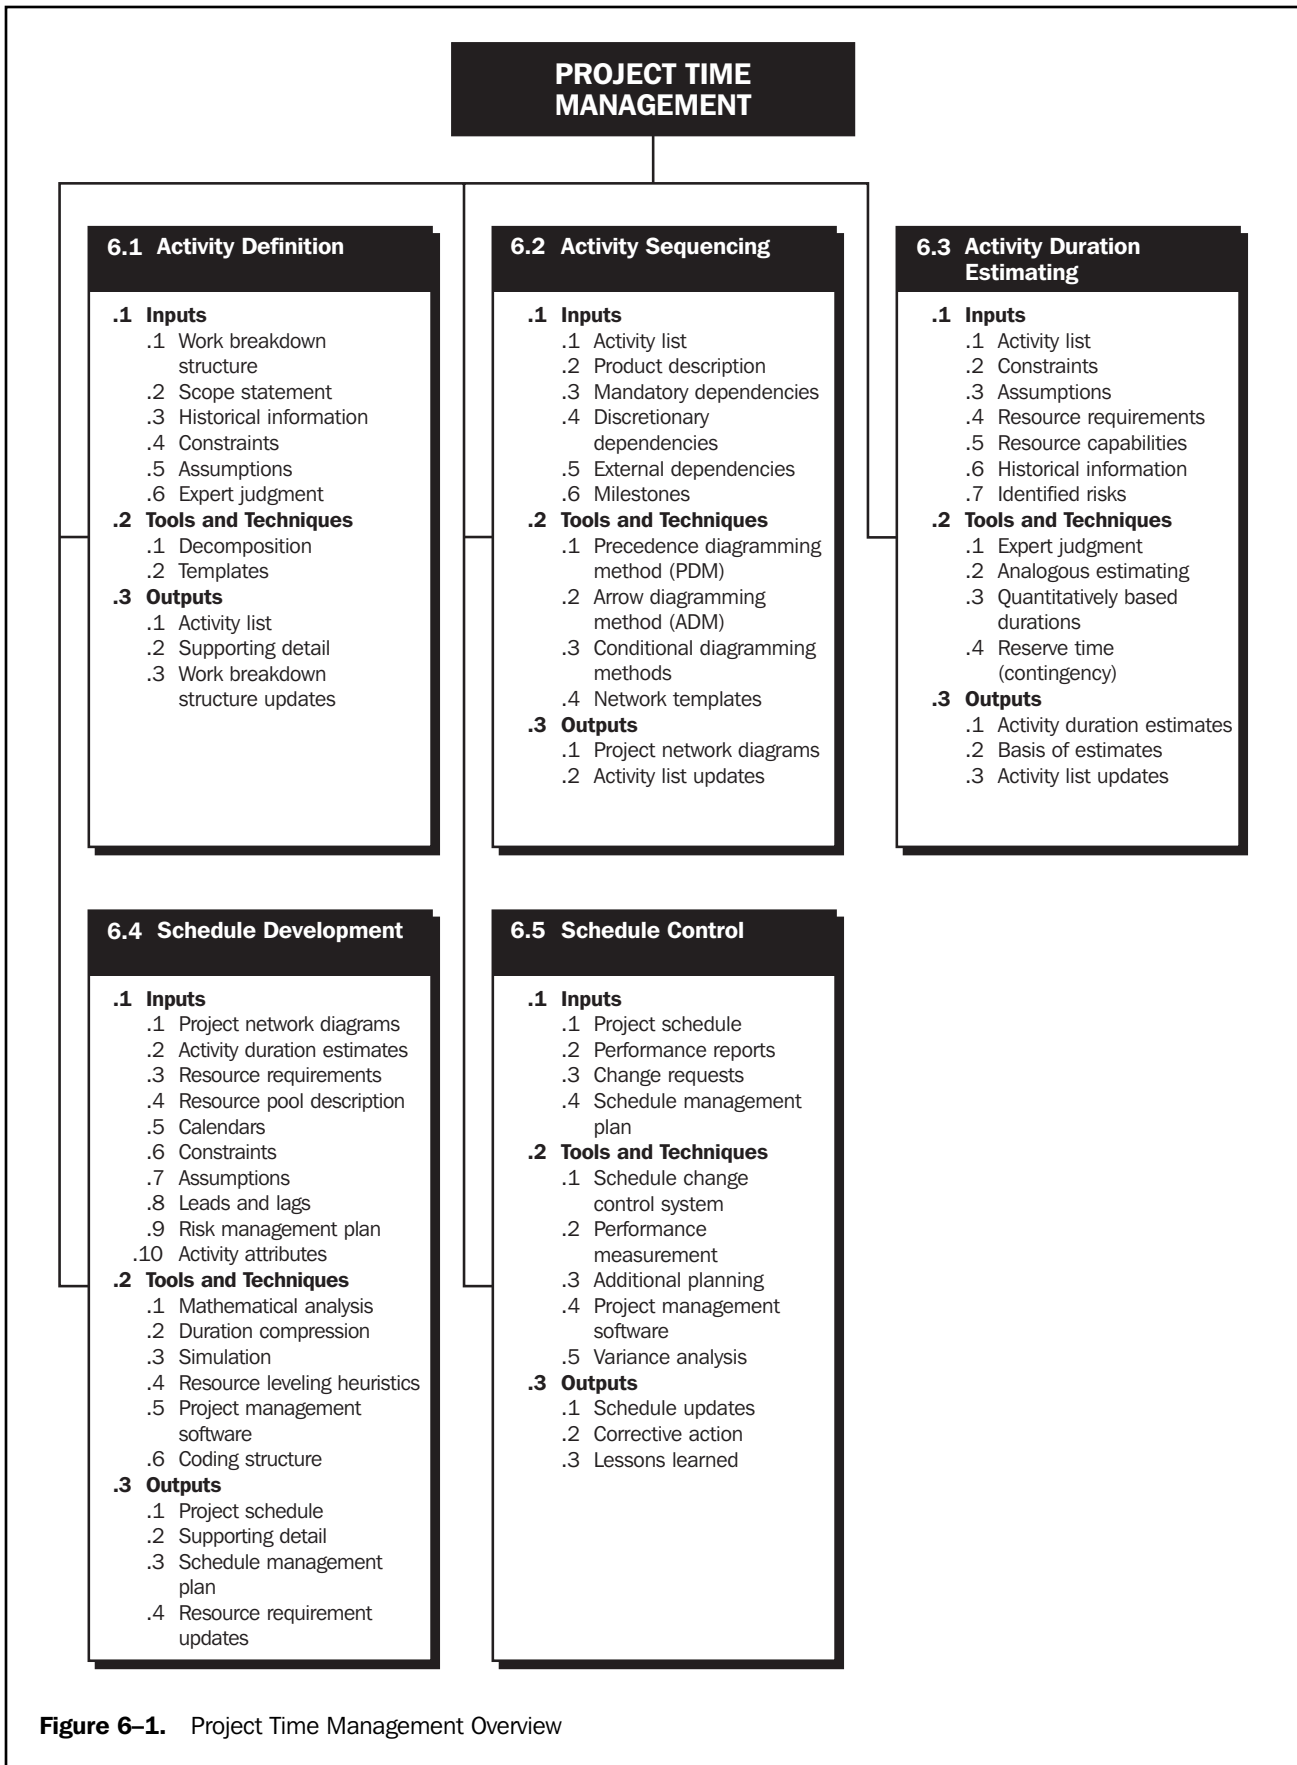 PROJECT TIME
MANAGEMENT
6.1 Activity Definition
.1 Inputs
.1 Work breakdown
structure
.2 Scope statement
.3 Historical information
.4 Constraints
.5 Assumptions
.6 Expert judgment
.2 Tools and Techniques
.1 Decomposition
.2 Templates
.3 Outputs
.1 Activity list
.2 Supporting detail
.3 Work breakdown
structure updates
6.2 Activity Sequencing
.1 Inputs
.1 Activity list
.2 Product description
.3 Mandatory dependencies
.4 Discretionary
dependencies
.5 External dependencies
.6 Milestones
.2 Tools and Techniques
.1 Precedence diagramming
method (PDM)
.2 Arrow diagramming
method (ADM)
.3 Conditional diagramming
methods
.4 Network templates
.3 Outputs
.1 Project network diagrams
.2 Activity list updates
6.3 Activity Duration
Estimating
.1 Inputs
.1 Activity list
.2 Constraints
.3 Assumptions
.4 Resource requirements
.5 Resource capabilities
.6 Historical information
.7 Identified risks
.2 Tools and Techniques
.1 Expert judgment
.2 Analogous estimating
.3 Quantitatively based
durations
.4 Reserve time
(contingency)
.3 Outputs
.1 Activity duration estimates
.2 Basis of estimates
.3 Activity list updates
6.4 Schedule Development
.1 Inputs
.1 Project network diagrams
.2 Activity duration estimates
.3 Resource requirements
.4 Resource pool description
.5 Calendars
.6 Constraints
.7 Assumptions
.8 Leads and lags
.9 Risk management plan
.10 Activity attributes
.2 Tools and Techniques
.1 Mathematical analysis
.2 Duration compression
.3 Simulation
.4 Resource leveling heuristics
.5 Project management
software
.6 Coding structure
.3 Outputs
.1 Project schedule
.2 Supporting detail
.3 Schedule management
plan
.4 Resource requirement
updates
6.5 Schedule Control
.1 Inputs
.1 Project schedule
.2 Performance reports
.3 Change requests
.4 Schedule management
plan
.2 Tools and Techniques
.1 Schedule change
control system
.2 Performance
measurement
.3 Additional planning
.4 Project management
software
.5 Variance analysis
.3 Outputs
.1 Schedule updates
.2 Corrective action
.3 Lessons learned
Figure 6–1. Project Time Management Overview